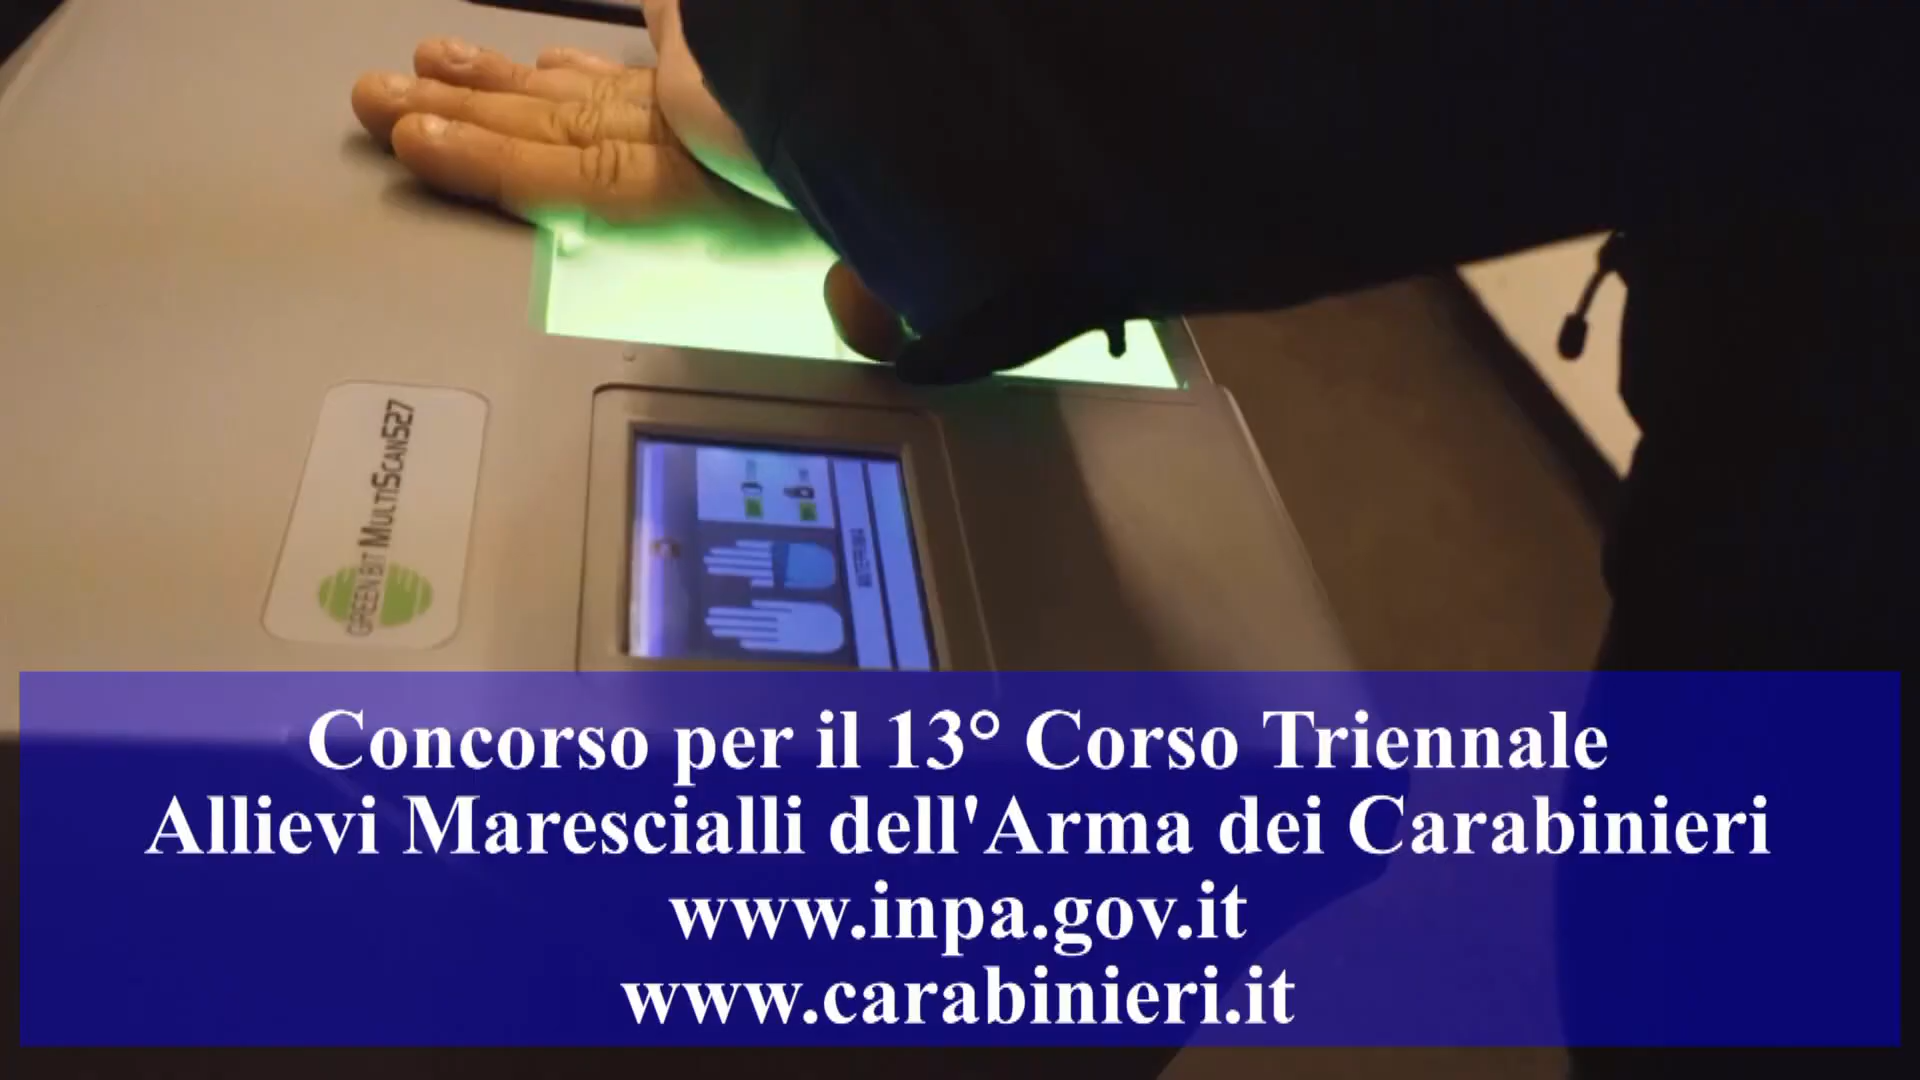 GREEN BIT MULTISCAN527
Concorso per il 13° Corso Triennale
Allievi Marescialli dell'Arma dei Carabinieri
www.inpa.gov.it
www.carabinieri.it